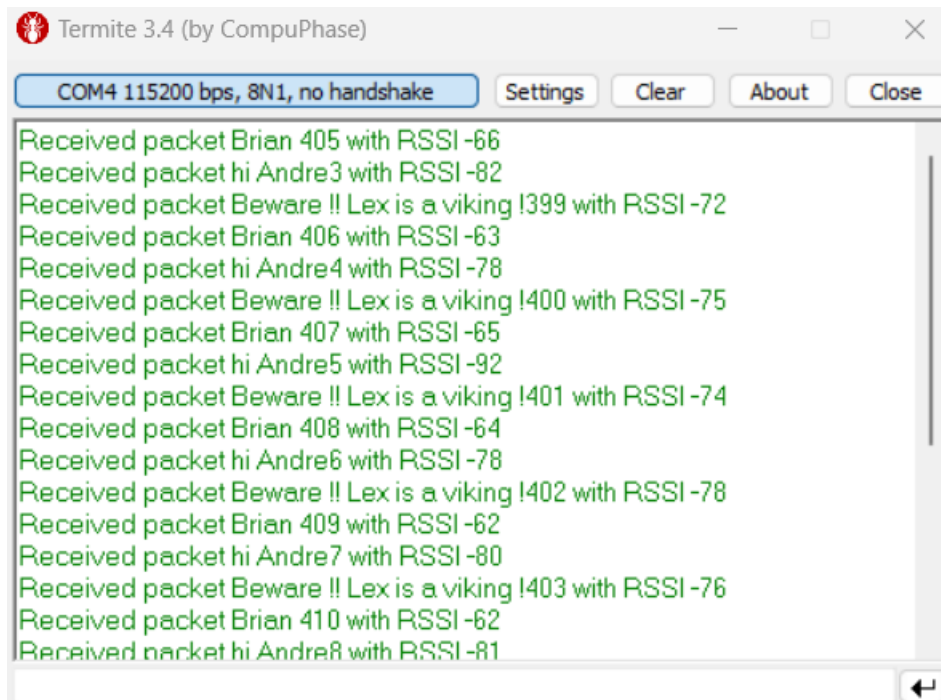 Termite 3.4 (by CompuPhase)
COM4 115200 bps, 8N1, no handshake Settings Clear About Close
Received packet Brian 405 with RSSI -66
Received packet hi Andre3 with RSSI -82
Received packet Beware !! Lex is a viking !399 with RSSI -72
Received packet Brian 406 with RSSI -63
Received packet hi Andre4 with RSSI -78
Received packet Beware !! Lex is a viking !400 with RSSI -75
Received packet Brian 407 with RSSI -65
Received packet hi Andre5 with RSSI -92
Received packet Beware !! Lex is a viking !401 with RSSI -74
Received packet Brian 408 with RSSI -64
Received packet hi Andre6 with RSSI -78
Received packet Beware !! Lex is a viking !402 with RSSI -78
Received packet Brian 409 with RSSI -62
Received packet hi Andre7 with RSSI -80
Received packet Beware !! Lex is a viking !403 with RSSI -76
Received packet Brian 410 with RSSI -62
Received packet hi Andre8 with RSSI -81